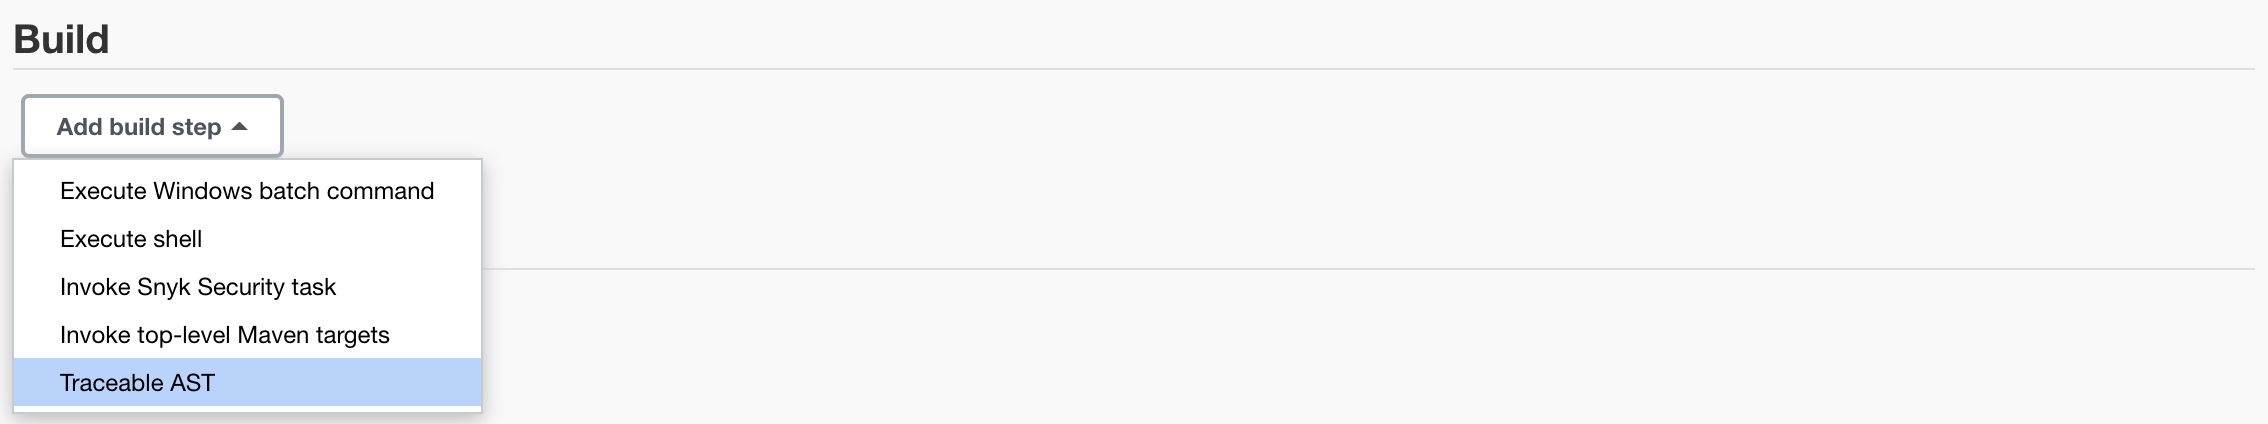 Build
Add build step
Execute Windows batch command
Execute shell
Invoke Snyk Security task
Invoke top-level Maven targets
Traceable AST